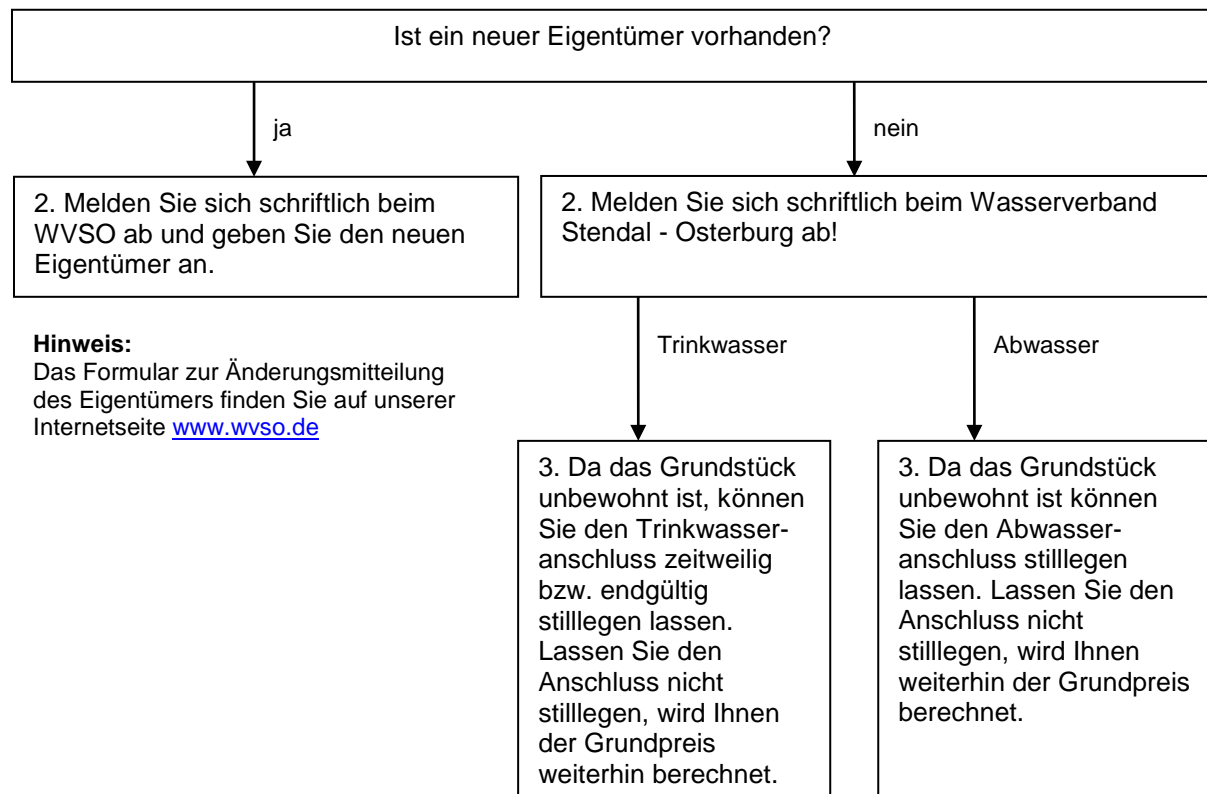 Ist ein neuer Eigentümer vorhanden?
ja
nein
2. Melden Sie sich schriftlich beim
WVSO ab und geben Sie den neuen
Eigentümer an.
2. Melden Sie sich schriftlich beim Wasserverband
Stendal - Osterburg ab!
Hinweis:
Das Formular zur Änderungsmitteilung
des Eigentümers finden Sie auf unserer
Internetseite www.wvso.de
Trinkwasser
Abwasser
3. Da das Grundstück
unbewohnt ist, können
Sie den Trinkwasser-
anschluss zeitweilig
bzw. endgültig
stilllegen lassen.
Lassen Sie den
Anschluss nicht
stilllegen, wird Ihnen
der Grundpreis
weiterhin berechnet.
3. Da das Grundstück
unbewohnt ist können
Sie den Abwasser-
anschluss stilllegen
lassen. Lassen Sie den
Anschluss nicht
stilllegen, wird Ihnen
weiterhin der Grundpreis
berechnet.